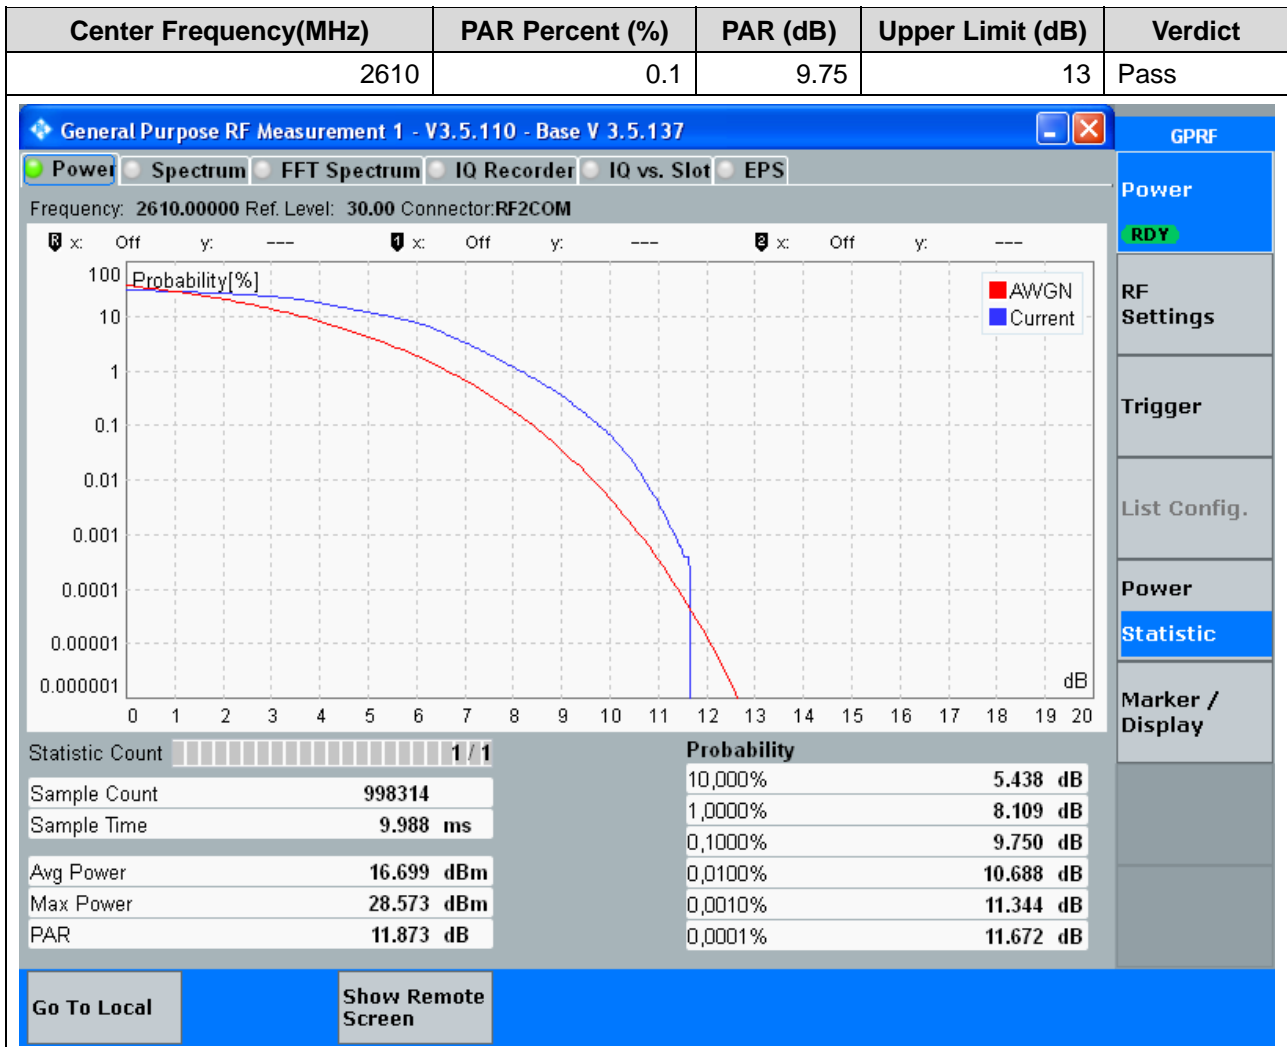 Center Frequency(MHz) PAR Percent (%) PAR (dB) Upper Limit (dB) Verdict
2610 0.1 9.75 13 Pass
General Purpose RF Measurement 1 - V3.5.110 - Base V 3.5.137
GPRF
Power Spectrum FFT Spectrum IQ Recorder IQ vs. Slot EPS
Power
RDY
Frequency: 2610.00000 Ref. Level: 30.00 Connector:RF2COM
R x: Off y: --- 1 x: Off y: --- 2 x: Off y: ---
100 Probability[%]
AWGN
Current
10
1
0.1
0.01
0.001
0.0001
0.00001
0.000001
dB
0 1 2 3 4 5 6 7 8 9 10 11 12 13 14 15 16 17 18 19 20
RF
Settings
Trigger
List Config.
Power
Statistic
Marker /
Display
Statistic Count 1 / 1
Sample Count 998314
Sample Time 9.988 ms
Avg Power 16.699 dBm
Max Power 28.573 dBm
PAR 11.873 dB
Probability
10,000% 5.438 dB
1,0000% 8.109 dB
0,1000% 9.750 dB
0,0100% 10.688 dB
0,0010% 11.344 dB
0,0001% 11.672 dB
Go To Local
Show Remote
Screen